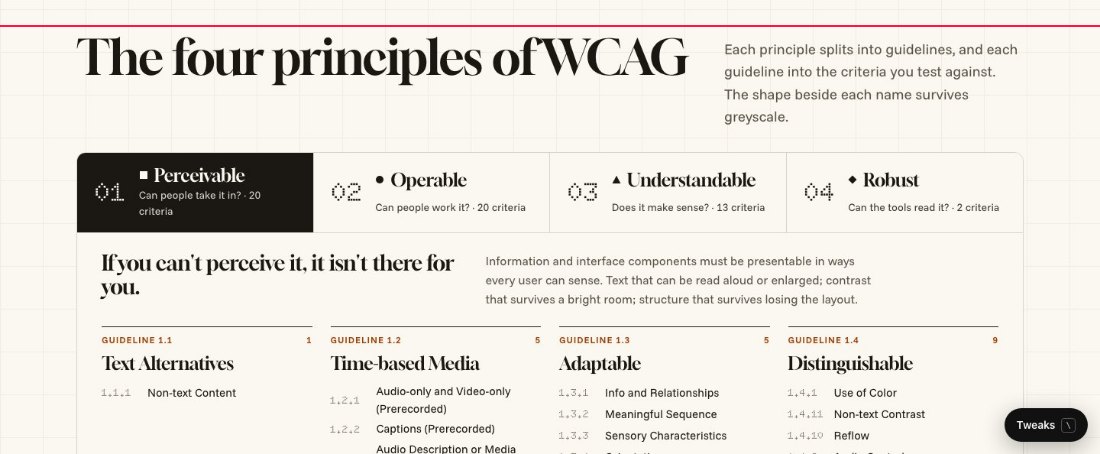 The four principles of WCAG
Each principle splits into guidelines, and each
guideline into the criteria you test against.
The shape beside each name survives
greyscale.
01
Perceivable
Can people take it in? · 20
criteria
02
Operable
Can people work it? · 20 criteria
03
Understandable
Does it make sense? · 13 criteria
04
Robust
Can the tools read it? · 2 criteria
If you can't perceive it, it isn't there for
you.
Information and interface components must be presentable in ways
every user can sense. Text that can be read aloud or enlarged; contrast
that survives a bright room; structure that survives losing the layout.
GUIDELINE 1.1 1
Text Alternatives
1.1.1 Non-text Content
GUIDELINE 1.2 5
Time-based Media
1.2.1 Audio-only and Video-only
(Prerecorded)
1.2.2 Captions (Prerecorded)
Audio Description or Media
GUIDELINE 1.3 5
Adaptable
1.3.1 Info and Relationships
1.3.2 Meaningful Sequence
1.3.3 Sensory Characteristics
GUIDELINE 1.4 9
Distinguishable
1.4.1 Use of Color
1.4.11 Non-text Contrast
1.4.10 Reflow
Tweaks \